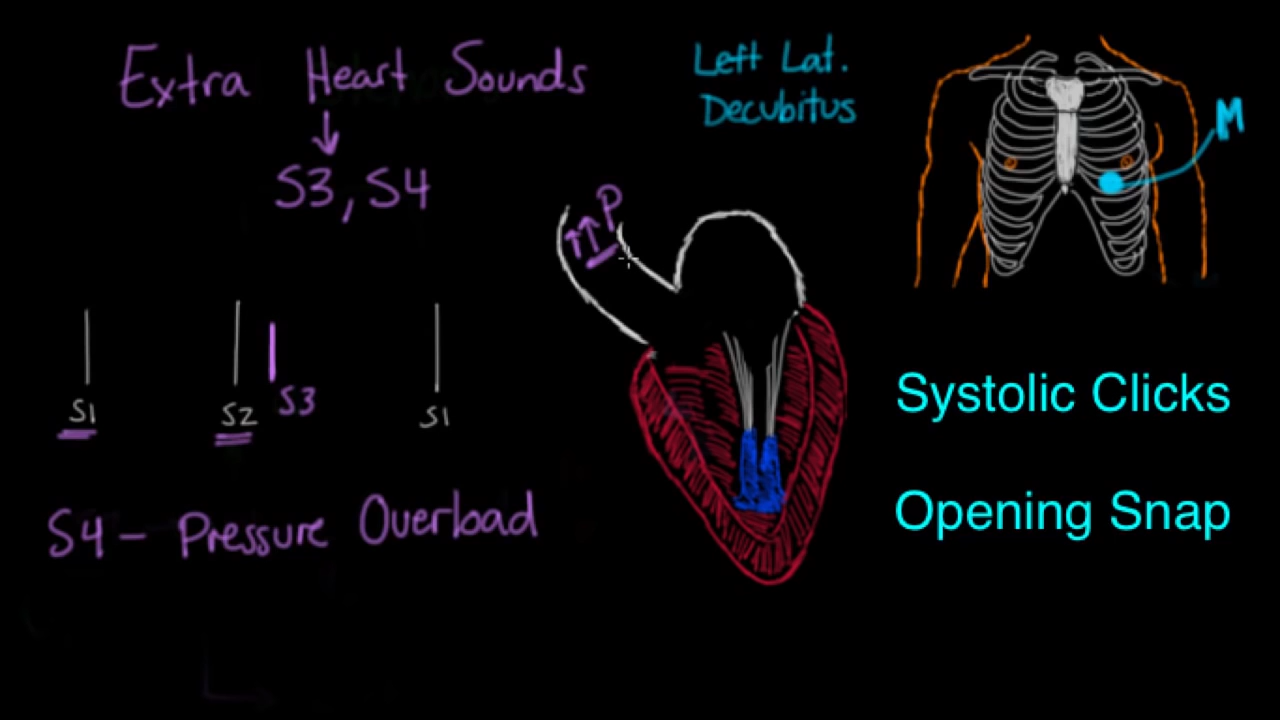 Extra Heart Sounds
S3, S4
Left Lat.
Decubitus
M
P
S1
S2
S3
S1
S4 - Pressure Overload
Systolic Clicks
Opening Snap